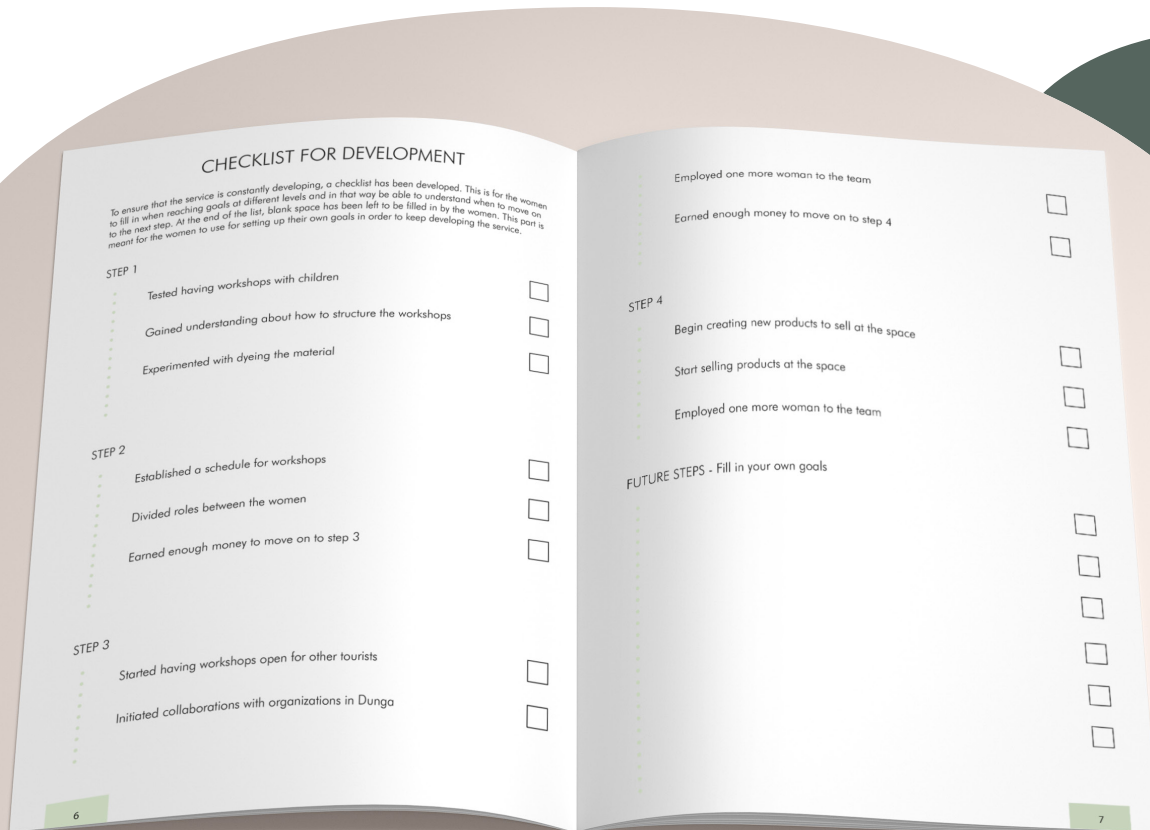 CHECKLIST FOR DEVELOPMENT
To ensure that the service is constantly developing, a checklist has been developed. This is for the women
to fill in when reaching goals at different levels and in that way be able to understand when to move on
to the next step. At the end of the list, blank space has been left to be filled in by the women. This part is
meant for the women to use for setting up their own goals in order to keep developing the service.
STEP 1
Tested having workshops with children
Gained understanding about how to structure the workshops
Experimented with dyeing the material
STEP 2
Established a schedule for workshops
Divided roles between the women
Earned enough money to move on to step 3
STEP 3
Started having workshops open for other tourists
Initiated collaborations with organizations in Dunga
6
Employed one more woman to the team
Earned enough money to move on to step 4
STEP 4
Begin creating new products to sell at the space
Start selling products at the space
Employed one more woman to the team
FUTURE STEPS - Fill in your own goals
7